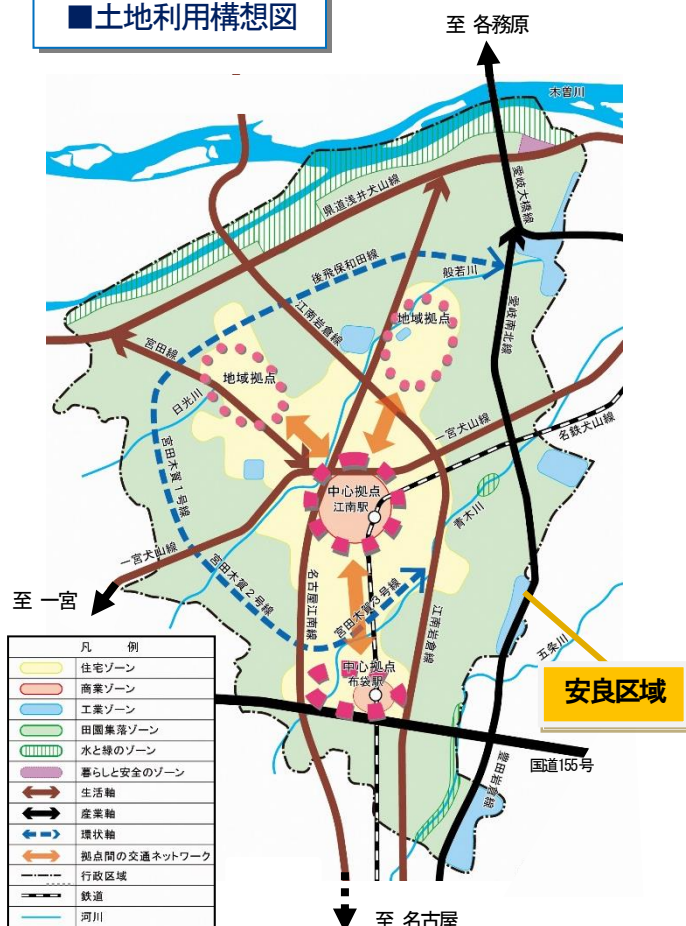 ■土地利用構想図
至 各務原
木曽川
県道浅井犬山線
愛岐大橋線
後飛保和田線
般若川
江南岩倉線
愛岐南北線
地域拠点
宮田線
地域拠点
日光川
一宮犬山線
名鉄犬山線
宮田木賀1号線
中心拠点
江南駅
青木川
一宮犬山線
宮田木賀2号線
名古屋江南線
宮田木賀3号線
江南岩倉線
至 一宮
五条川
中心拠点
布袋駅
安良区域
国道155号
豊田岩倉線
凡 例
住宅ゾーン
商業ゾーン
工業ゾーン
田園集落ゾーン
水と緑のゾーン
暮らしと安全のゾーン
生活軸
産業軸
環状軸
拠点間の交通ネットワーク
行政区域
鉄道
河川
至 名古屋